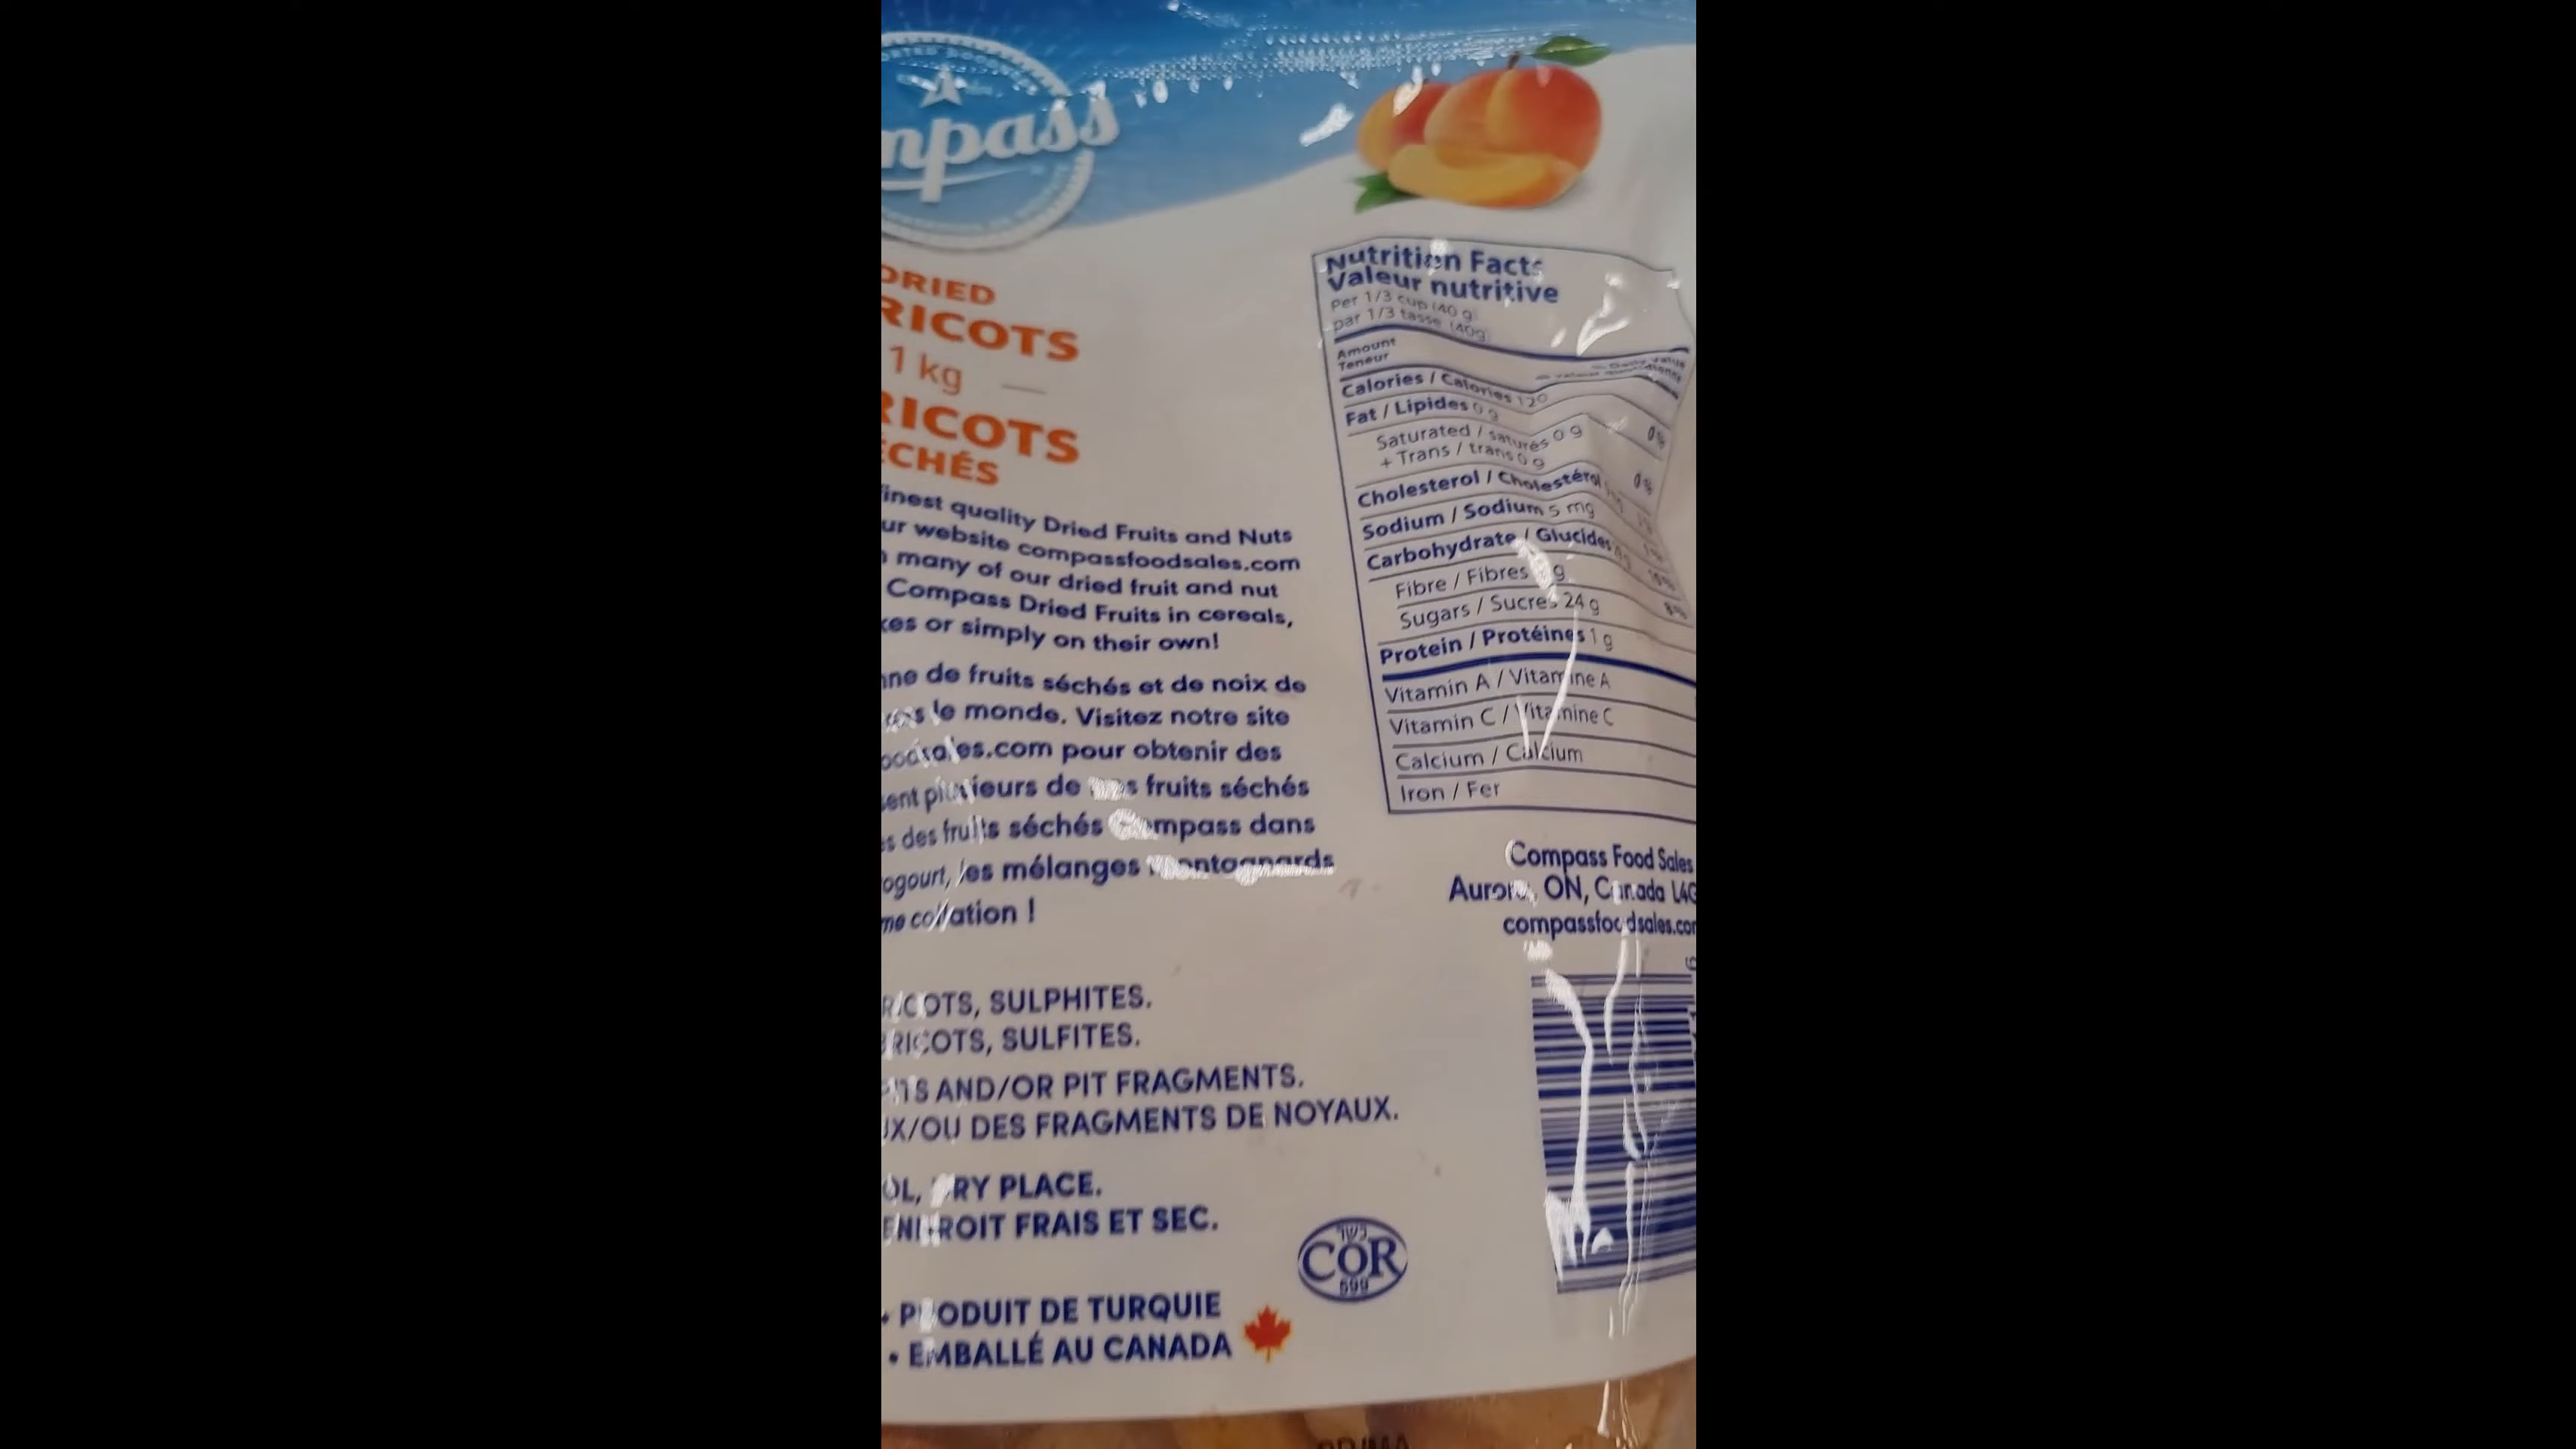 mpass
DRIED
RICOTS
1 kg
RICOTS
ÉCHÉS
finest quality Dried Fruits and Nuts
ur website compassfoodsales.com
many of our dried fruit and nut
Compass Dried Fruits in cereals,
kes or simply on their own!
de fruits séchés et de noix de
le monde. Visitez notre site
oodsales.com pour obtenir des
plusieurs de fruits séchés
des fruits séchés Compass dans
ogourt, les mélanges montagnards
me collation !
RICOTS, SULPHITES.
RICOTS, SULFITES.
PITS AND/OR PIT FRAGMENTS.
UX/OU DES FRAGMENTS DE NOYAUX.
OL, DRY PLACE.
ENDROIT FRAIS ET SEC.
• PRODUIT DE TURQUIE
• EMBALLÉ AU CANADA
כשר
COR
699
Nutrition Facts
Valeur nutritive
Per 1/3 cup (40 g)
par 1/3 tasse (40g)
Amount
Teneur
Calories / Calories 120
Fat / Lipides 0 g 0 %
Saturated / saturés 0 g
+ Trans / trans 0 g 0 %
Cholesterol / Cholestérol
Sodium / Sodium 5 mg
Carbohydrate / Glucides 10 %
Fibre / Fibres g 8 %
Sugars / Sucres 24 g
Protein / Protéines 1 g
Vitamin A / Vitamine A
Vitamin C / Vitamine C
Calcium / Calcium
Iron / Fer
Compass Food Sales
Aurora, ON, Canada L4G
compassfoodsales.com